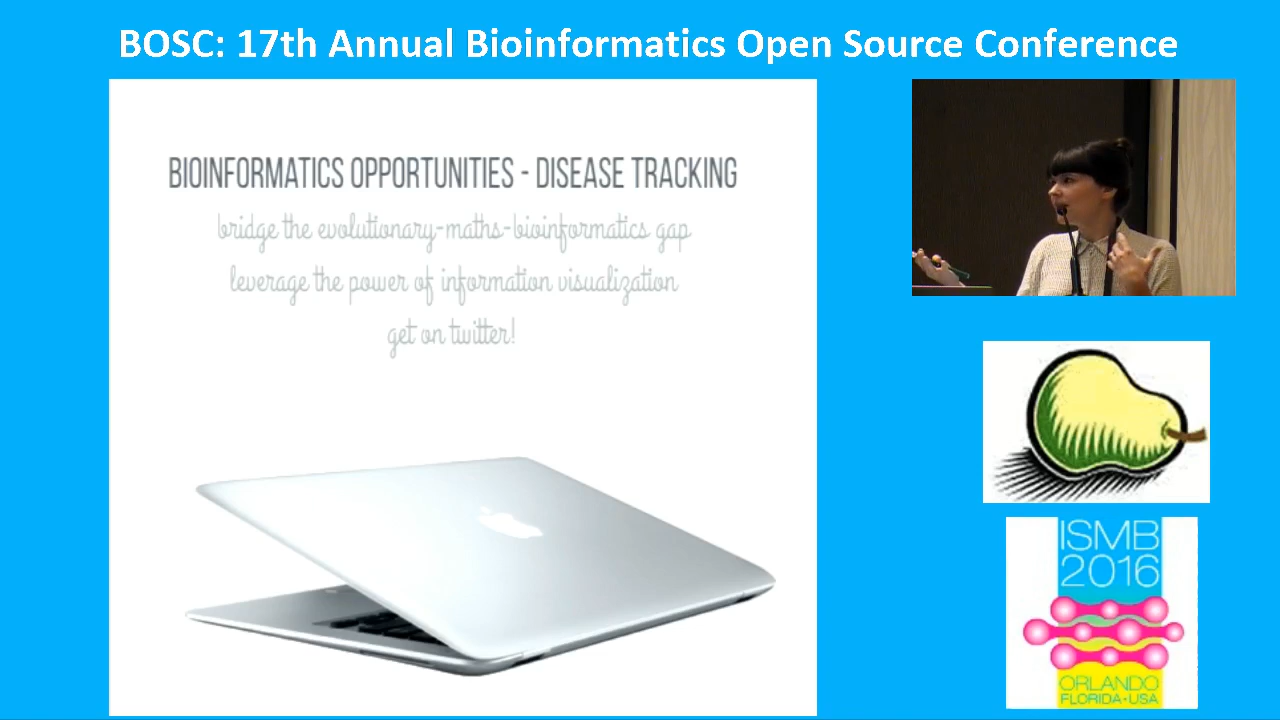 BOSC: 17th Annual Bioinformatics Open Source Conference
BIOINFORMATICS OPPORTUNITIES - DISEASE TRACKING
bridge the evolutionary-maths-bioinformatics gap
leverage the power of information visualization
get on twitter!
ISMB
2016
ORLANDO
FLORIDA•USA